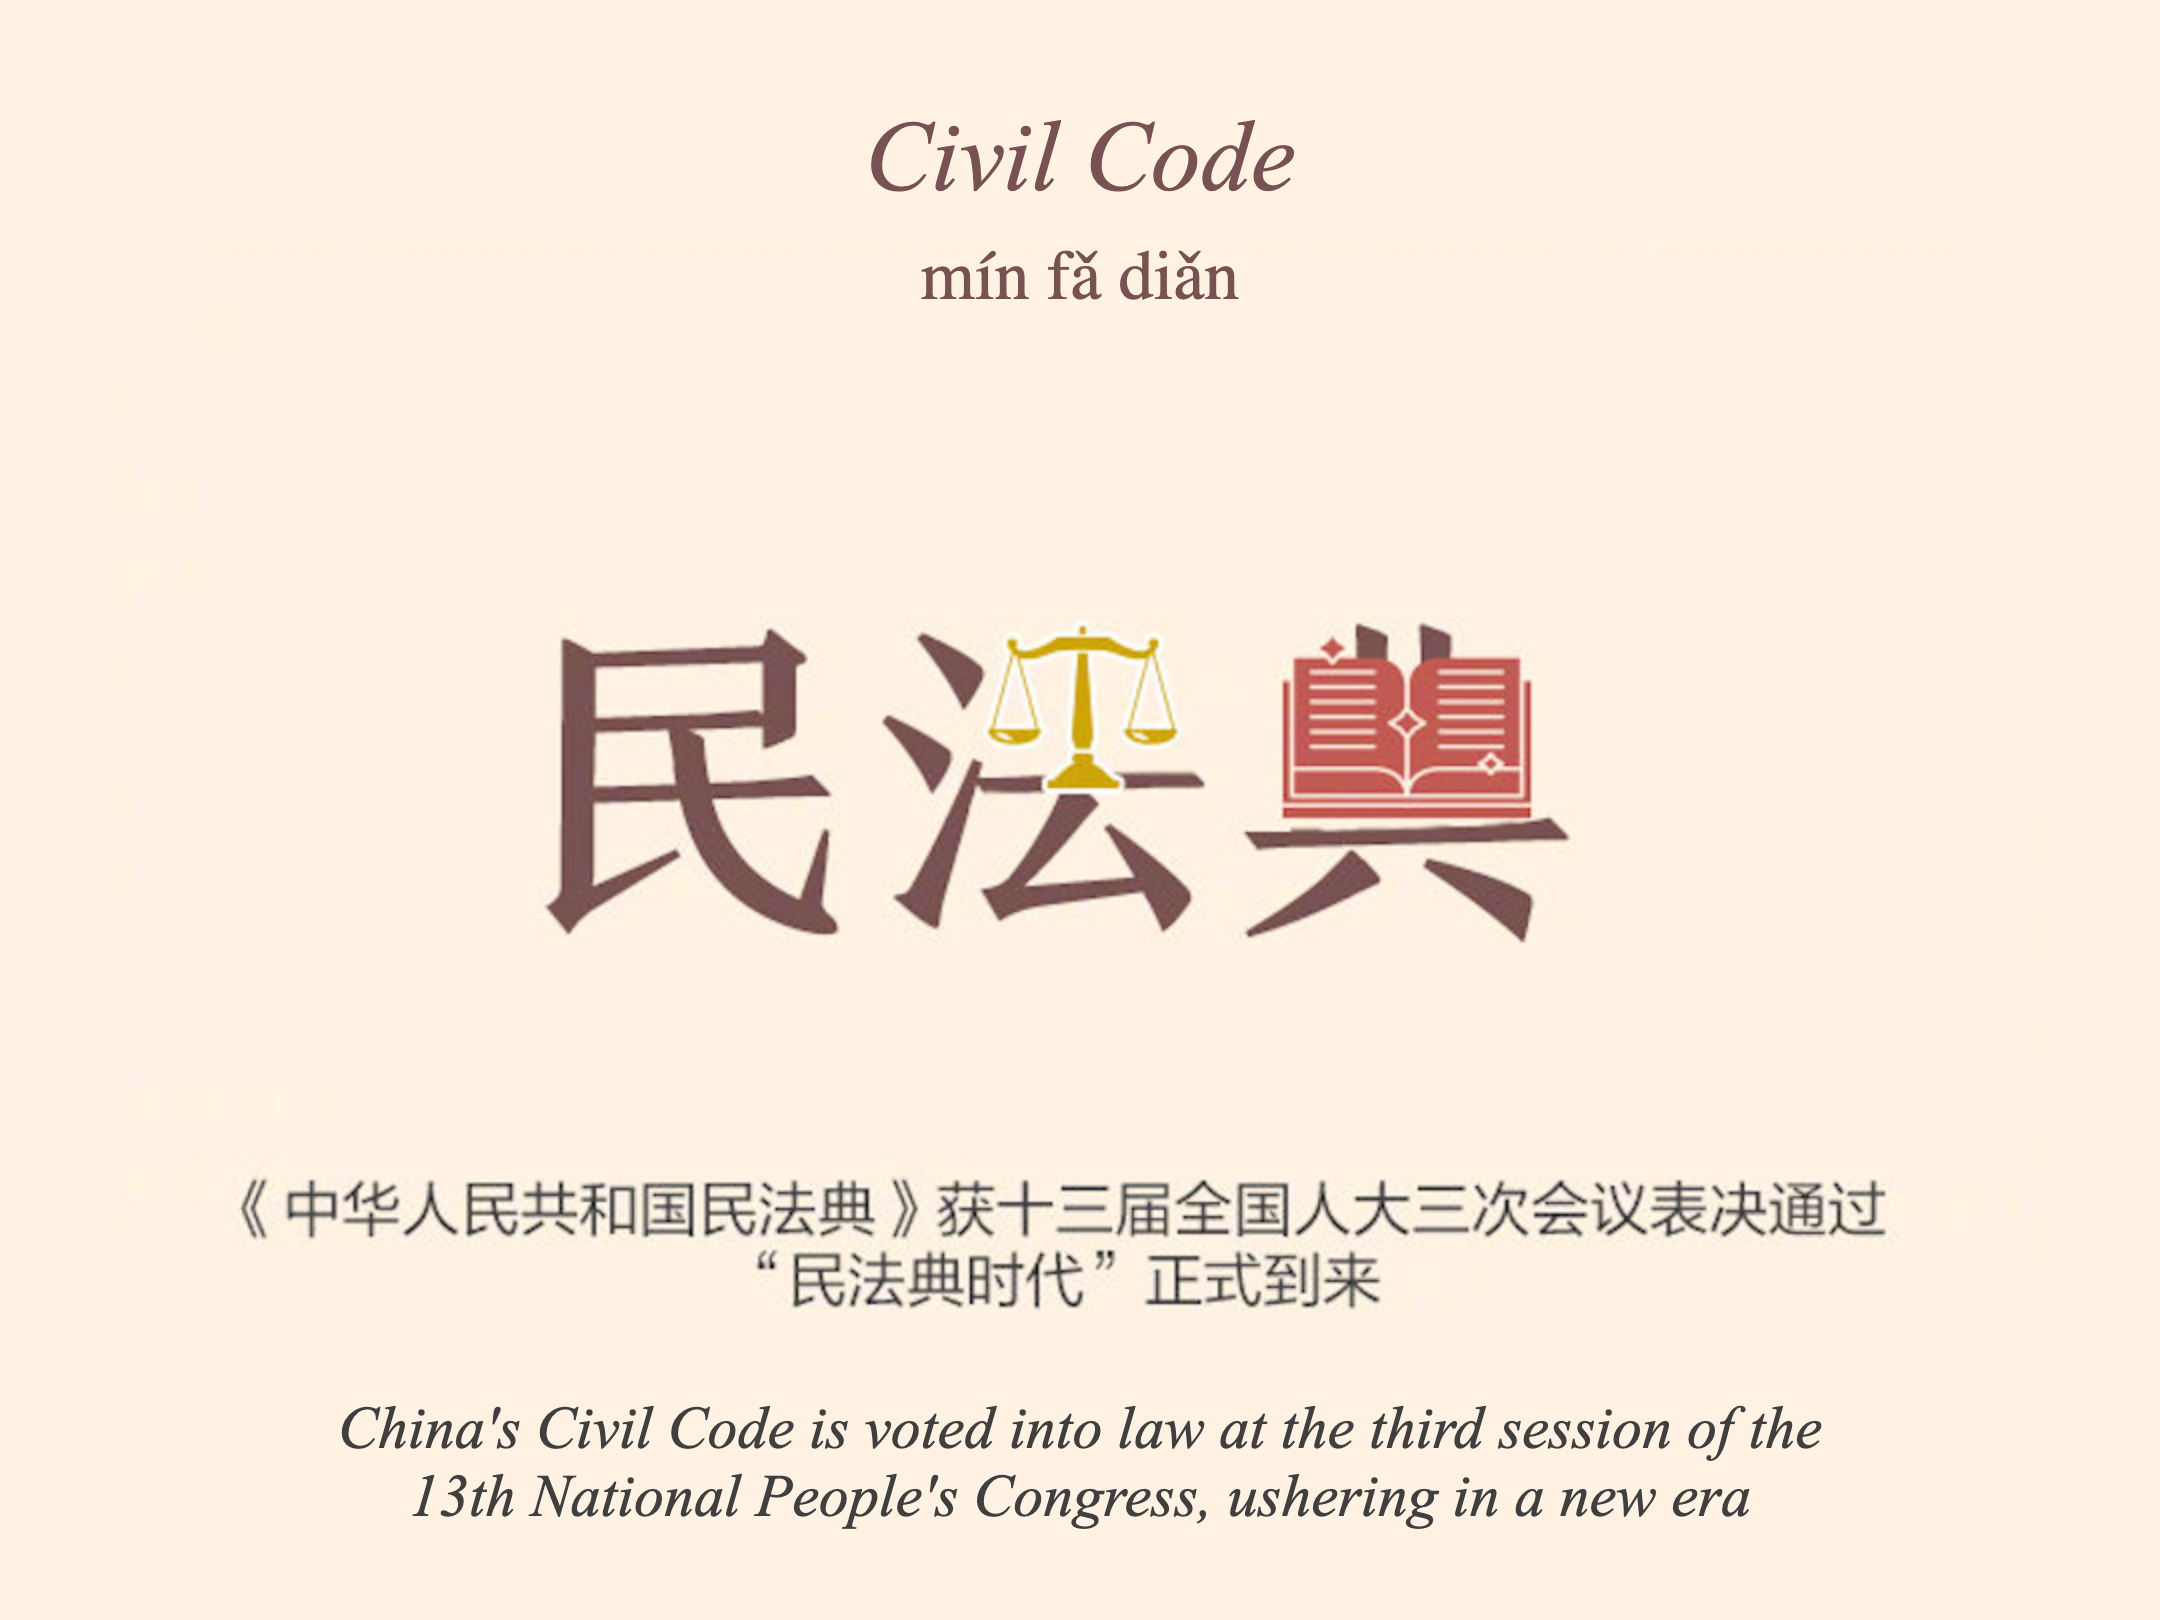 Civil Code
mín fǎ diǎn
民法典
《中华人民共和国民法典》获十三届全国人大三次会议表决通过
“民法典时代”正式到来
China's Civil Code is voted into law at the third session of the
13th National People's Congress, ushering in a new era